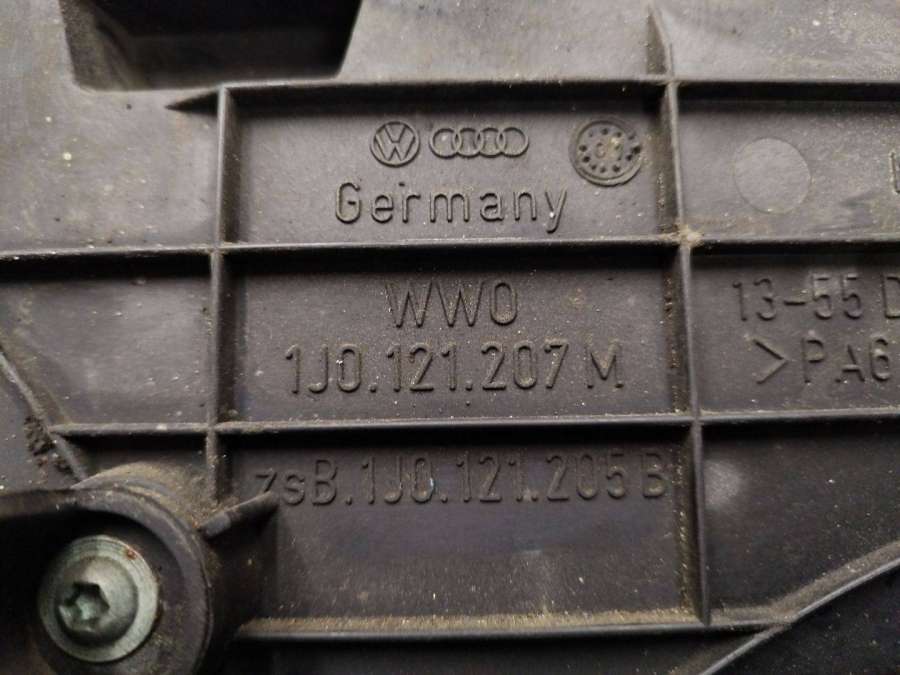 Germany
WWO
1J0.121.207 M
13-55 D
>PA6
zsB.1J0.121.205 B